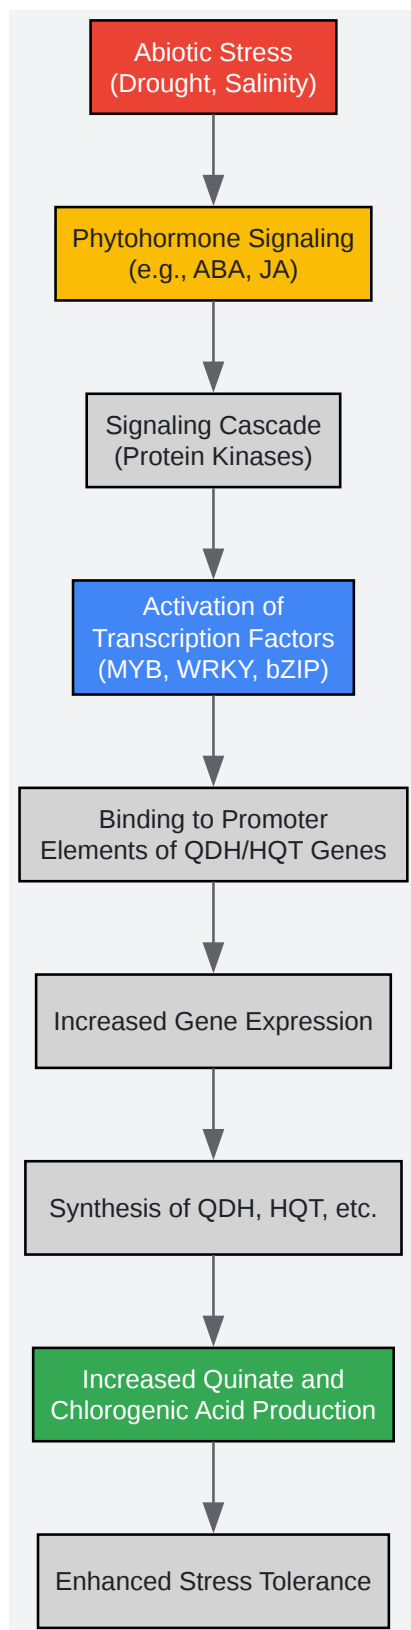 Abiotic Stress
(Drought, Salinity)
Phytohormone Signaling
(e.g., ABA, JA)
Signaling Cascade
(Protein Kinases)
Activation of
Transcription Factors
(MYB, WRKY, bZIP)
Binding to Promoter
Elements of QDH/HQT Genes
Increased Gene Expression
Synthesis of QDH, HQT, etc.
Increased Quinate and
Chlorogenic Acid Production
Enhanced Stress Tolerance